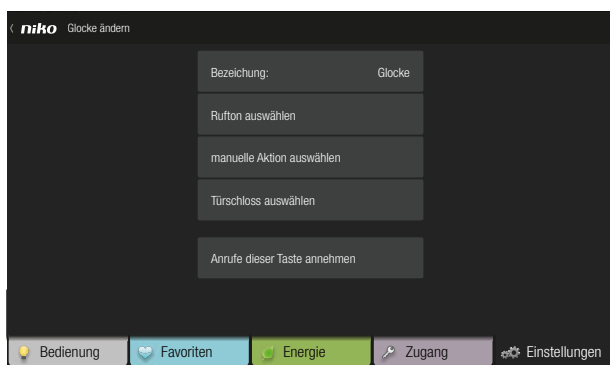 niko Glocke ändern
Bezeichung: Glocke
Rufton auswählen
manuelle Aktion auswählen
Türschloss auswählen
Anrufe dieser Taste annehmen
Bedienung Favoriten Energie Zugang Einstellungen